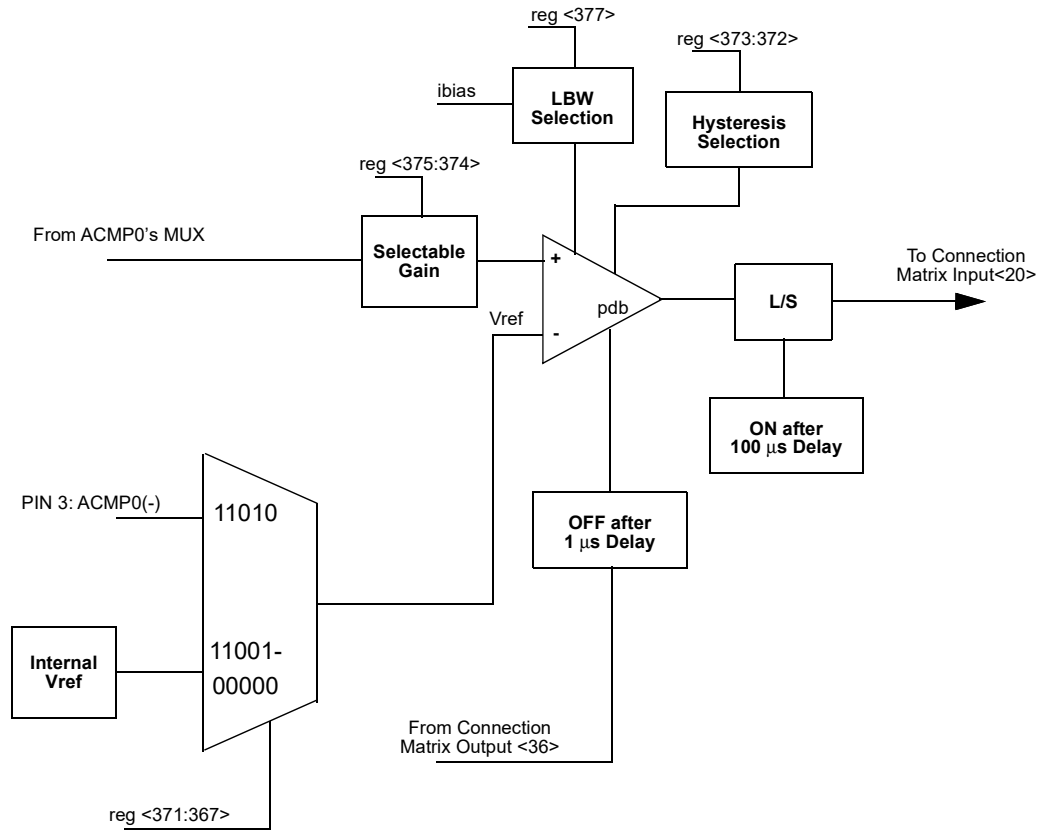 reg <377>
reg <373:372>
ibias
LBW
Selection
Hysteresis
Selection
reg <375:374>
From ACMP0's MUX
Selectable
Gain
+
To Connection
Matrix Input<20>
L/S
pdb
Vref
-
ON after
100 μs Delay
PIN 3: ACMP0(-)
11010
OFF after
1 μs Delay
Internal
Vref
11001-
00000
From Connection
Matrix Output <36>
reg <371:367>